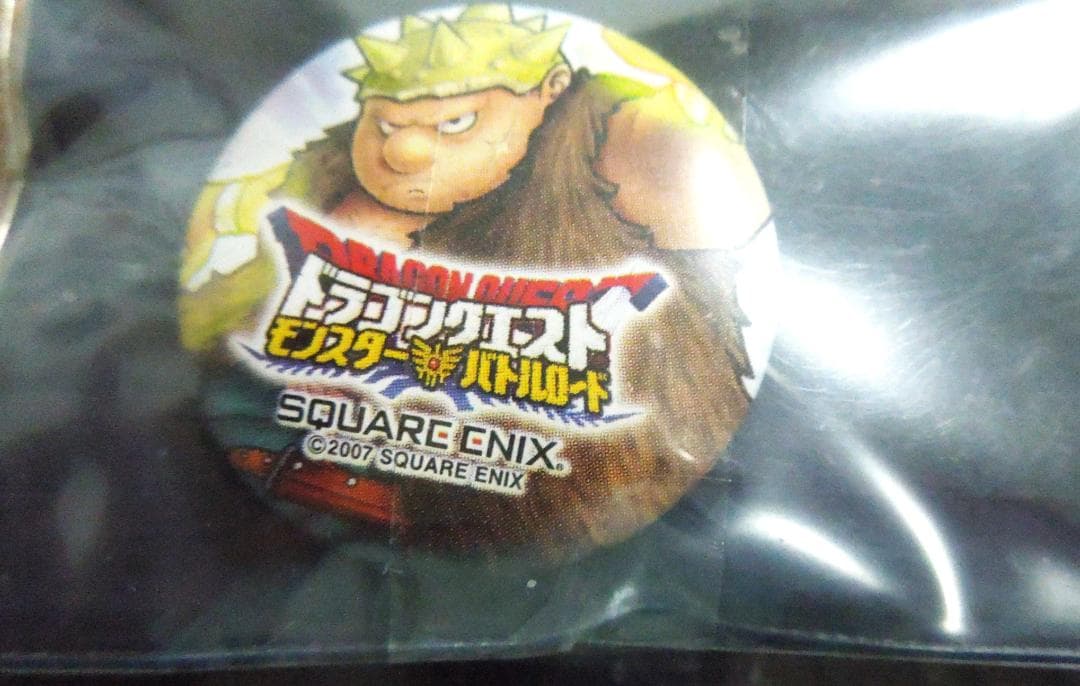 DRAGON QUEST
ドラゴンクエスト
モンスター バトルロード
SQUARE ENIX
©2007 SQUARE ENIX